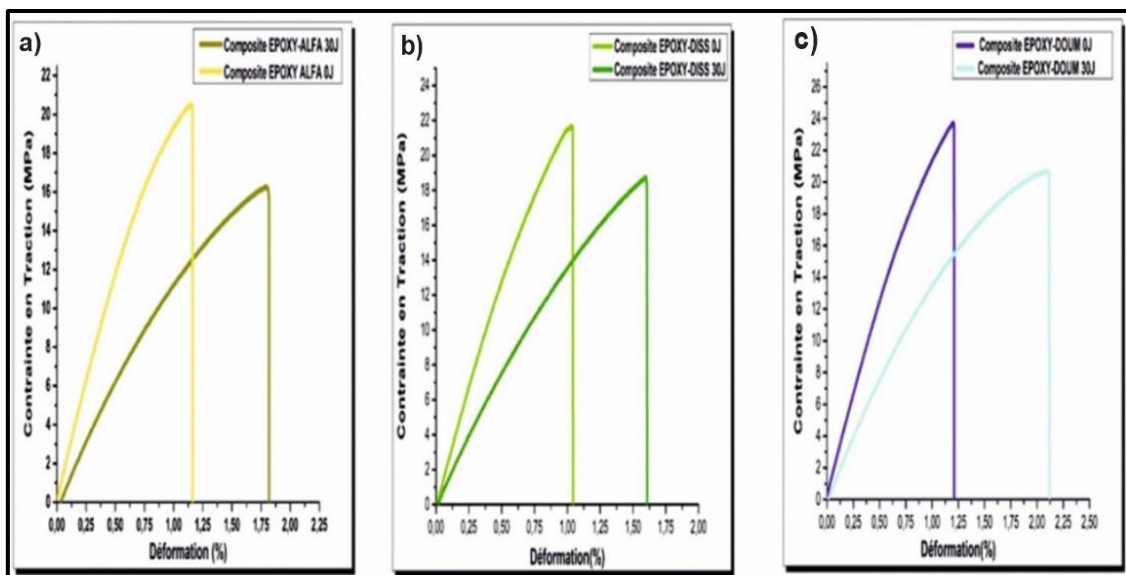 a)
Composite EPOXY-ALFA 30J
Composite EPOXY ALFA 0J
Contrainte en Traction (MPa)
22
20
18
16
14
12
10
8
6
4
2
0
0,00 0,25 0,50 0,75 1,00 1,25 1,50 1,75 2,00 2,25
Déformation (%)
b)
Composite EPOXY-DISS 0J
Composite EPOXY-DISS 30J
Contrainte en Traction (MPa)
24
22
20
18
16
14
12
10
8
6
4
2
0
0,00 0,25 0,50 0,75 1,00 1,25 1,50 1,75 2,00
Déformation(%)
c)
Composite EPOXY-DOUM 0J
Composite EPOXY-DOUM 30J
Contrainte en Traction (MPa)
26
24
22
20
18
16
14
12
10
8
6
4
2
0
0,00 0,25 0,50 0,75 1,00 1,25 1,50 1,75 2,00 2,25 2,50
Déformation(%)